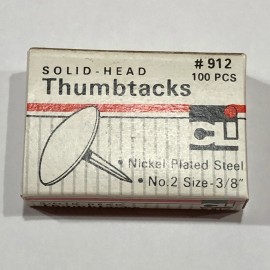 SOLID-HEAD
Thumbtacks
#912
100 PCS
• Nickel Plated Steel
• No.2 Size-3/8"